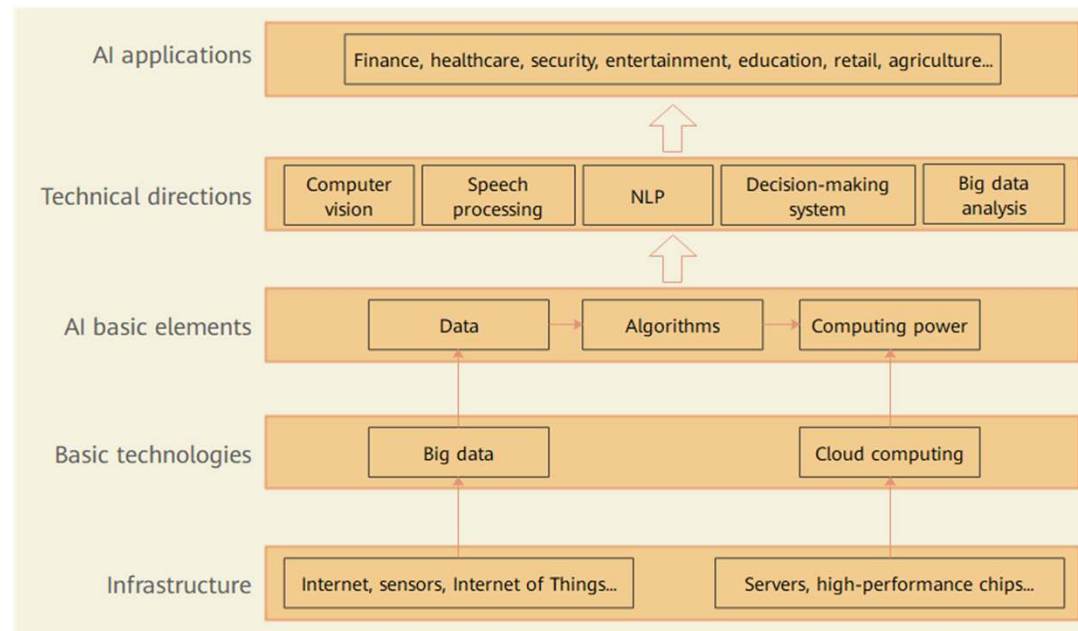 AI applications
Finance, healthcare, security, entertainment, education, retail, agriculture...
Technical directions
Computer
vision
Speech
processing
NLP
Decision-making
system
Big data
analysis
AI basic elements
Data
Algorithms
Computing power
Basic technologies
Big data
Cloud computing
Infrastructure
Internet, sensors, Internet of Things...
Servers, high-performance chips...